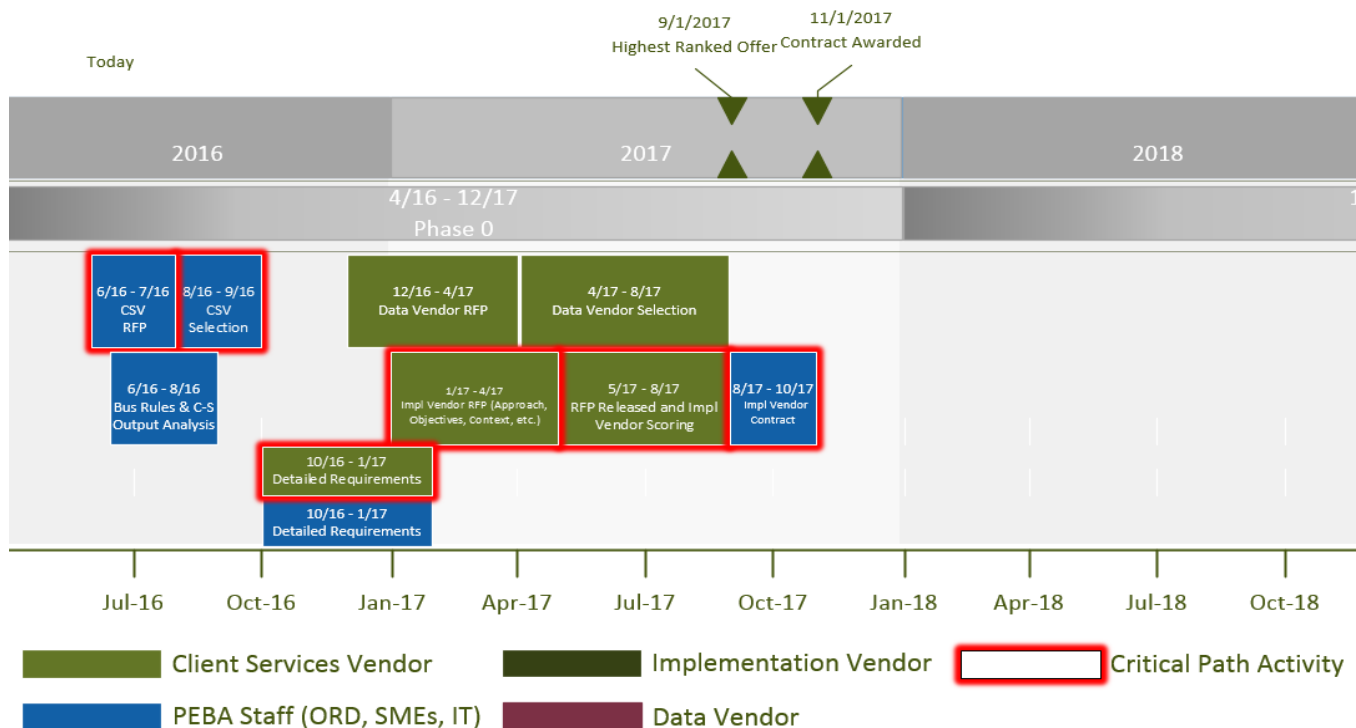 9/1/2017
Highest Ranked Offer
11/1/2017
Contract Awarded
Today
2016
2017
2018
4/16 - 12/17
Phase 0
1
6/16 - 7/16
CSV
RFP
8/16 - 9/16
CSV
Selection
12/16 - 4/17
Data Vendor RFP
4/17 - 8/17
Data Vendor Selection
6/16 - 8/16
Bus Rules & C-S
Output Analysis
1/17 - 4/17
Impl Vendor RFP (Approach,
Objectives, Context, etc.)
5/17 - 8/17
RFP Released and Impl
Vendor Scoring
8/17 - 10/17
Impl Vendor
Contract
10/16 - 1/17
Detailed Requirements
10/16 - 1/17
Detailed Requirements
Jul-16
Oct-16
Jan-17
Apr-17
Jul-17
Oct-17
Jan-18
Apr-18
Jul-18
Oct-18
Client Services Vendor
Implementation Vendor
Critical Path Activity
PEBA Staff (ORD, SMEs, IT)
Data Vendor